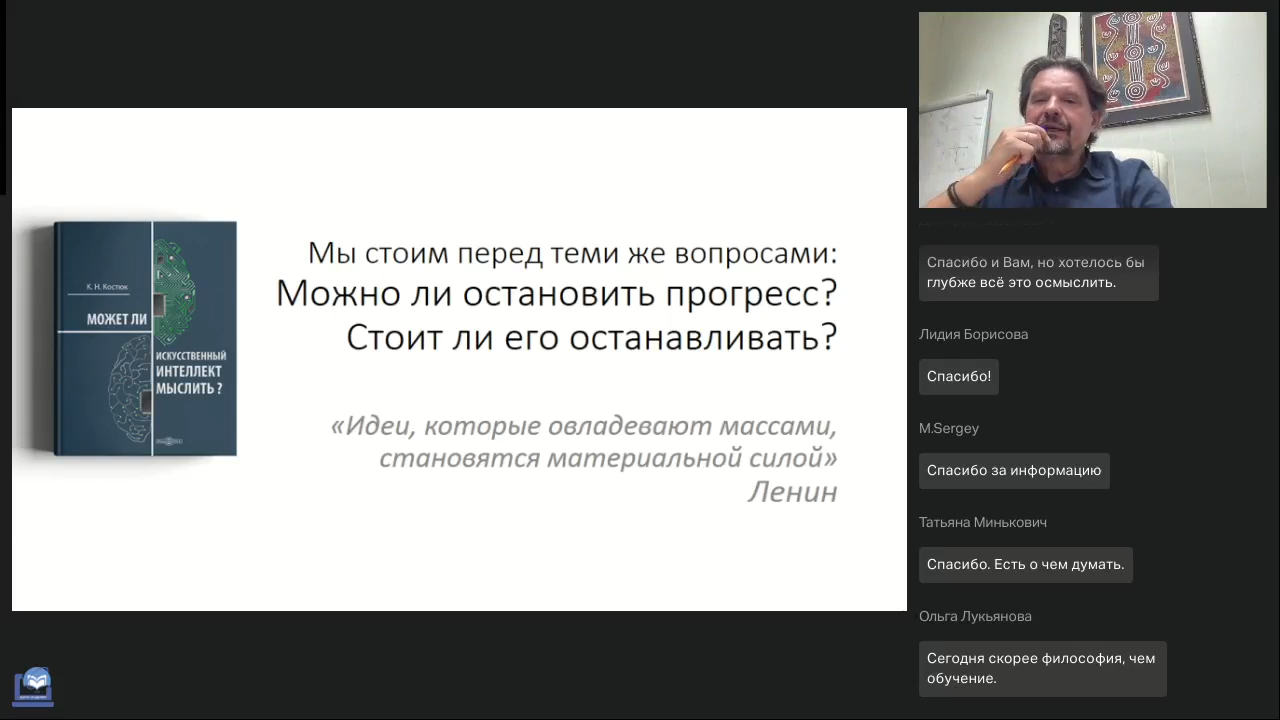 К. Н. Костюк
МОЖЕТ ЛИ
ИСКУССТВЕННЫЙ
ИНТЕЛЛЕКТ
МЫСЛИТЬ ?
Мы стоим перед теми же вопросами:
Можно ли остановить прогресс?
Стоит ли его останавливать?
«Идеи, которые овладевают массами,
становятся материальной силой»
Ленин
Спасибо и Вам, но хотелось бы
глубже всё это осмыслить.
Лидия Борисова
Спасибо!
M.Sergey
Спасибо за информацию
Татьяна Минькович
Спасибо. Есть о чем думать.
Ольга Лукьянова
Сегодня скорее философия, чем
обучение.